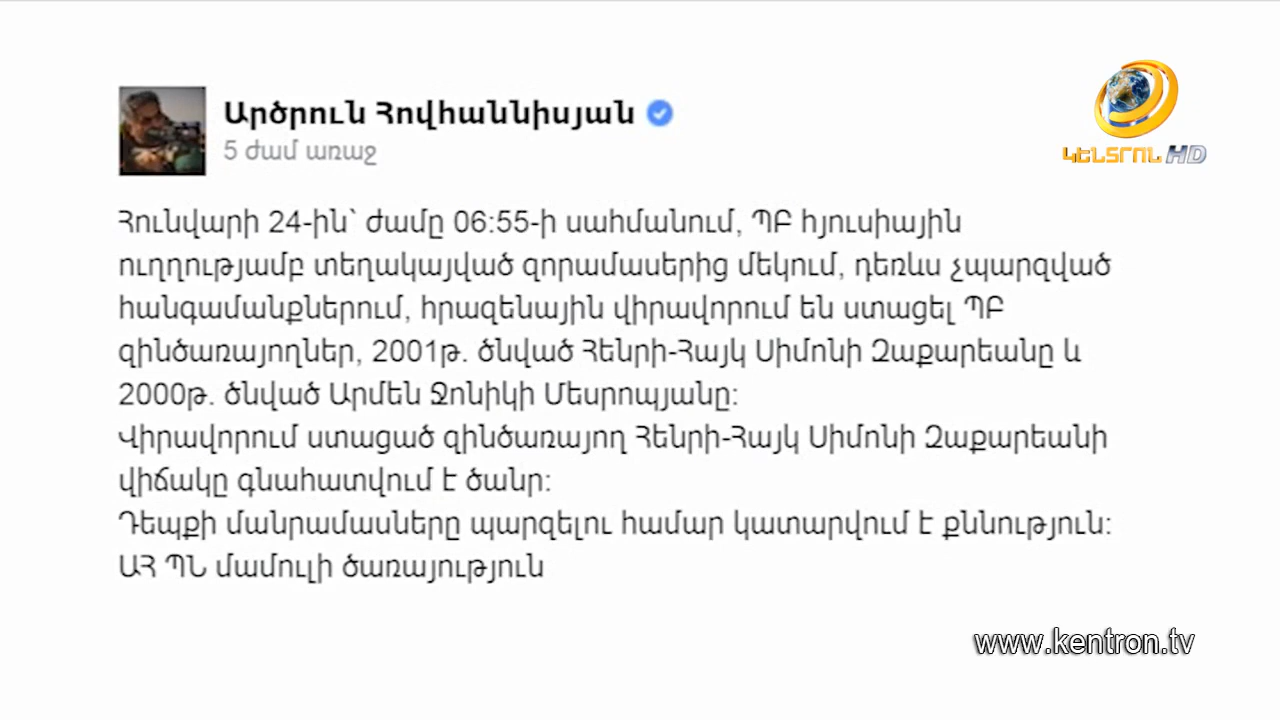 Արծրուն Հովհաննիսյան
5 ժամ առաջ
ԿԵՆՏՐՈՆ HD
Հունվարի 24-ին՝ ժամը 06:55-ի սահմանում, ՊԲ հյուսիային
ուղղությամբ տեղակայված զորամասերից մեկում, դեռևս չպարզված
հանգամանքներում, հրազենային վիրավորում են ստացել ՊԲ
զինծառայողներ, 2001թ. ծնված Հենրի-Հայկ Սիմոնի Զաքարեանը և
2000թ. ծնված Արմեն Ջոնիկի Մեսրոպյանը:
Վիրավորում ստացած զինծառայող Հենրի-Հայկ Սիմոնի Զաքարեանի
վիճակը գնահատվում է ծանր:
Դեպքի մանրամասները պարզելու համար կատարվում է քննություն:
ԱՀ ՊՆ մամուլի ծառայություն
www.kentron.tv